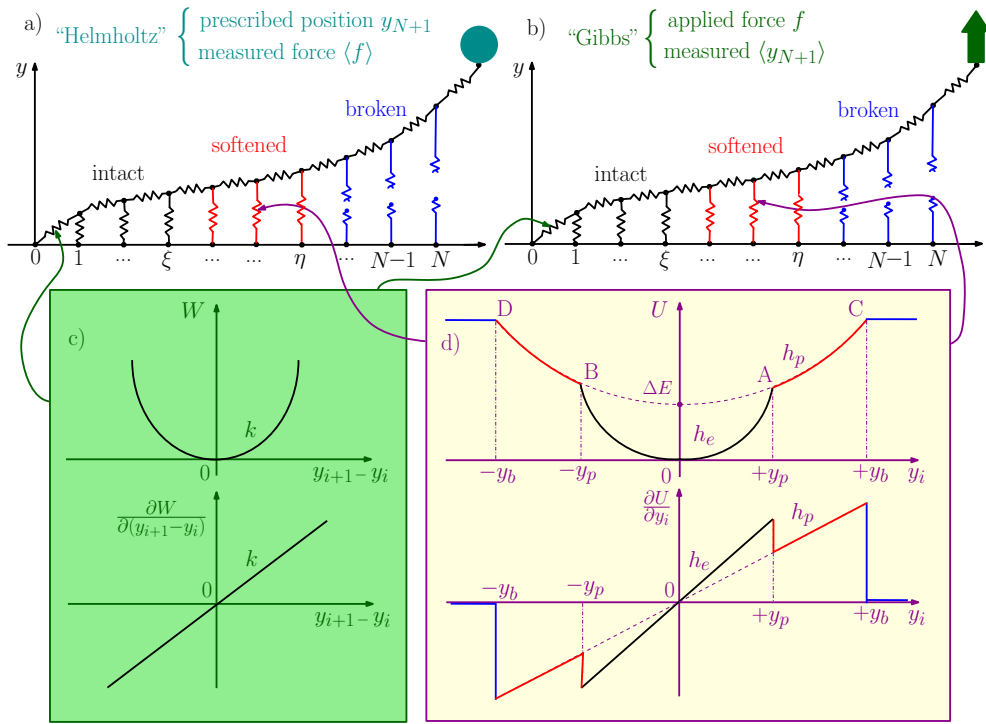 a)
“Helmholtz” { prescribed position y_{N+1}
measured force ⟨f⟩
y
intact
softened
broken
0 1 ... ξ ... ... η ... N−1 N
b)
“Gibbs” { applied force f
measured ⟨y_{N+1}⟩
y
intact
softened
broken
0 1 ... ξ ... ... η ... N−1 N
c)
W
k
0
y_{i+1} − y_i
∂W
∂(y_{i+1}−y_i)
k
0
y_{i+1} − y_i
d)
U
D
C
h_p
B
A
ΔE
h_e
−y_b −y_p 0 +y_p +y_b y_i
∂U
∂y_i
h_p
h_e
−y_b −y_p 0
+y_p +y_b y_i